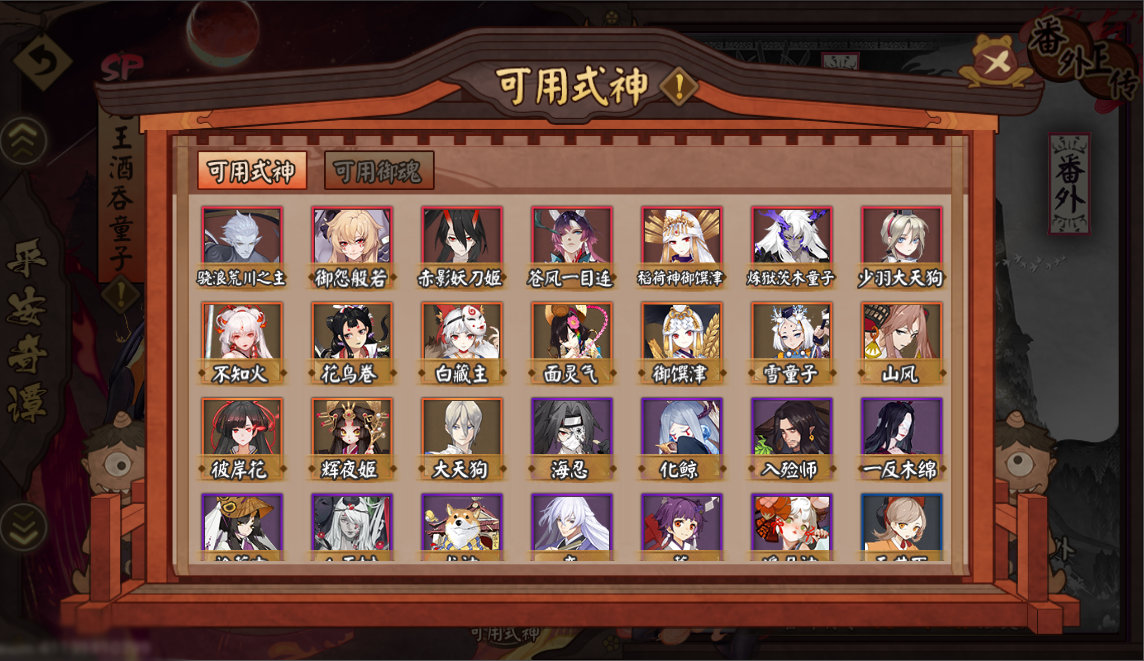 SP
可用式神
番外正传
可用式神 可用御魂
王酒吞童子
番外
平安奇谭
骁浪荒川之主 御怨般若 赤影妖刀姬 苍风一目连 稻荷神御馔津 炼狱茨木童子 少羽大天狗
不知火 花鸟卷 白藏主 面灵气 御馔津 雪童子 山风
彼岸花 辉夜姬 大天狗 海忍 化鲸 入殓师 一反木绵
可用式神